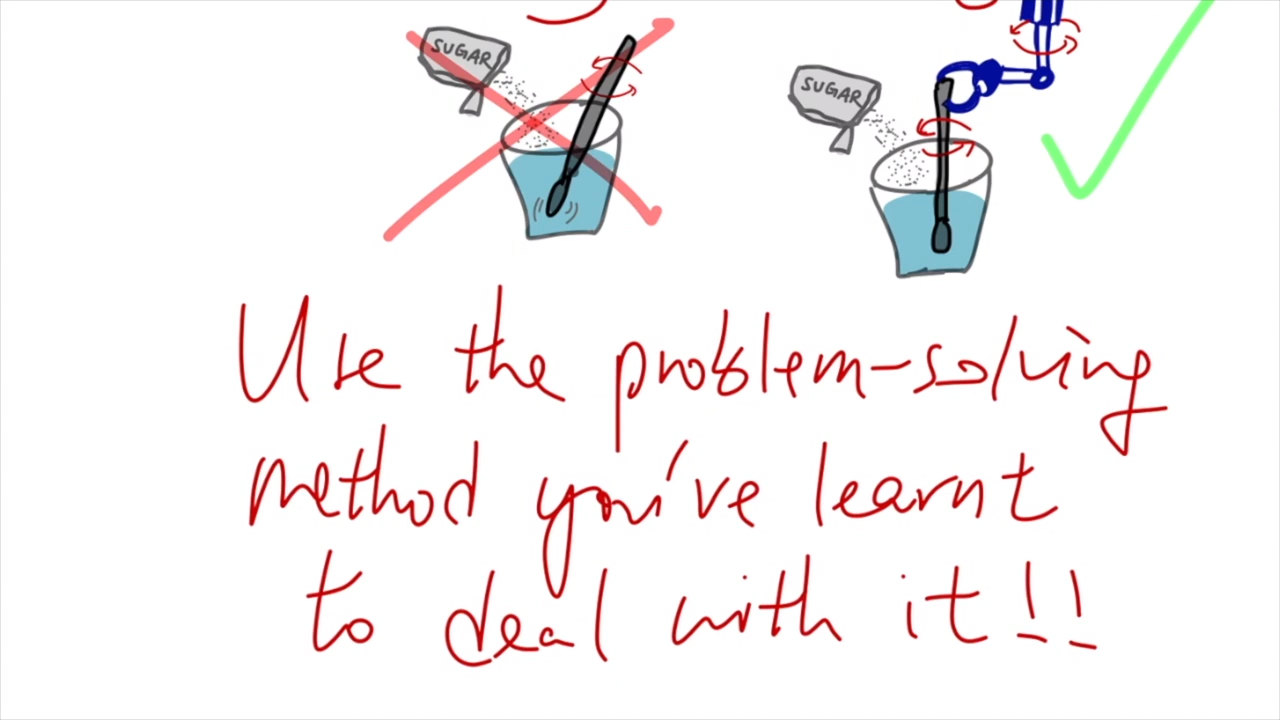 SUGAR
SUGAR
Use the problem-solving
method you've learnt
to deal with it!!